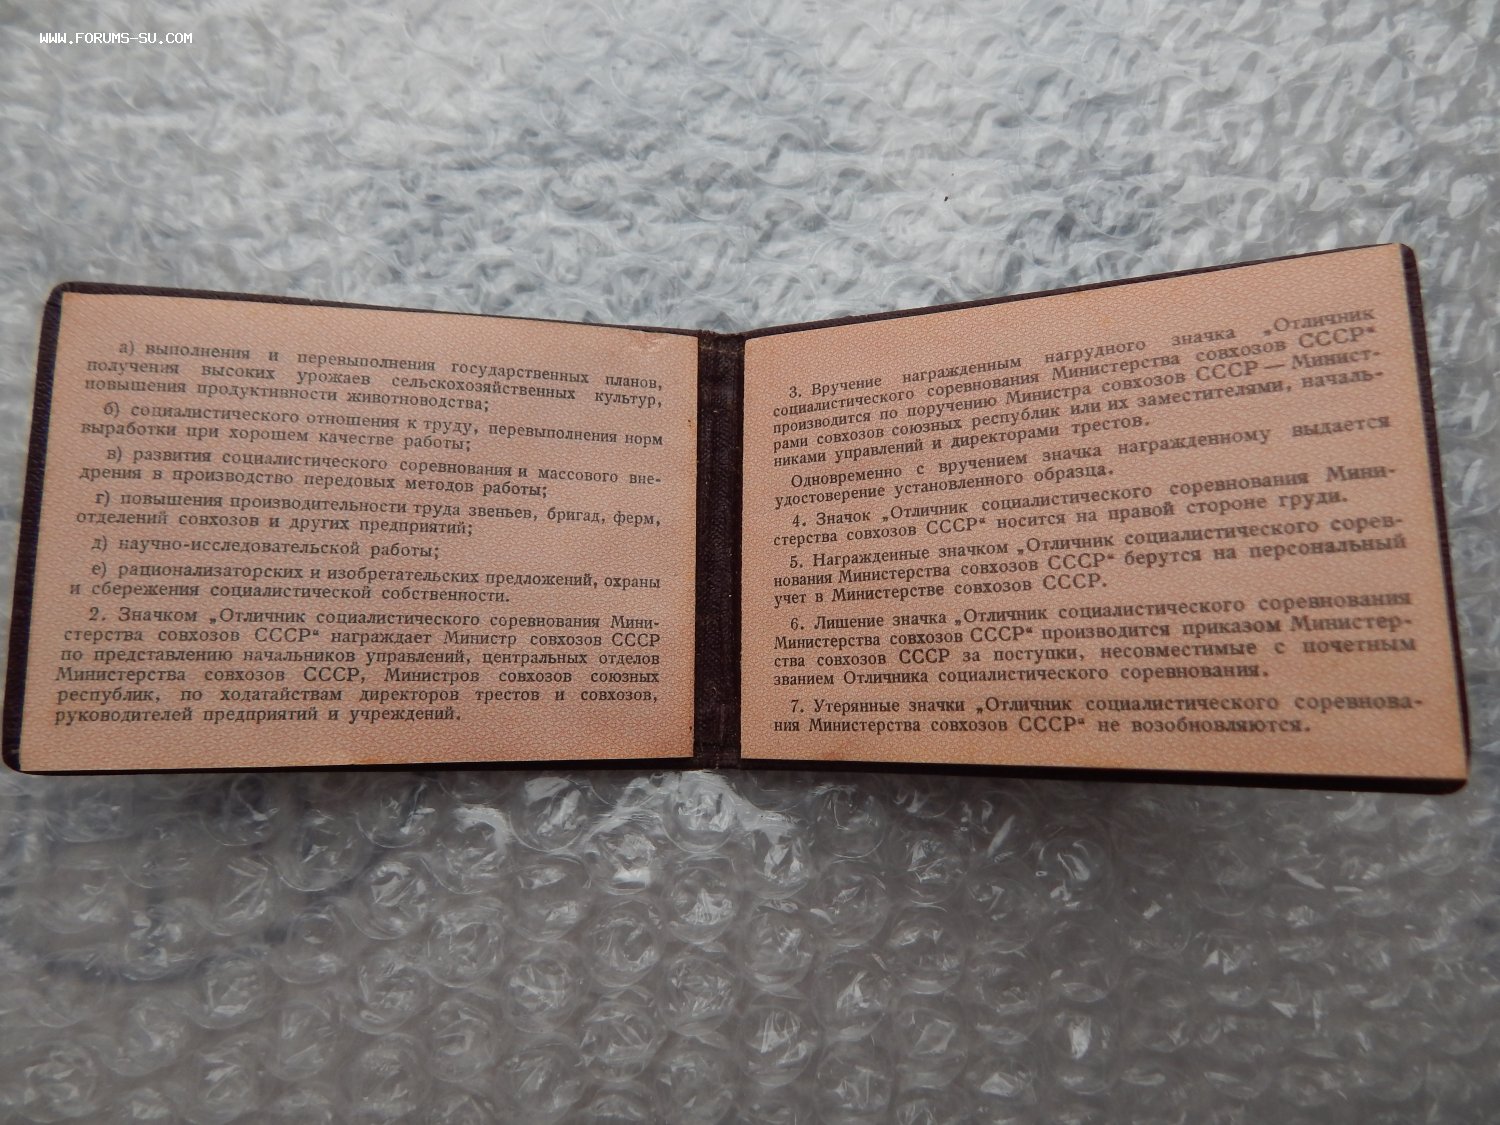 WWW.FORUMS-SU.COM
а) выполнения и перевыполнения государственных планов,
получения высоких урожаев сельскохозяйственных культур,
повышения продуктивности животноводства;
б) социалистического отношения к труду, перевыполнения норм
выработки при хорошем качестве работы;
в) развития социалистического соревнования и массового вне-
дрения в производство передовых методов работы;
г) повышения производительности труда звеньев, бригад, ферм,
отделений совхозов и других предприятий;
д) научно-исследовательской работы;
е) рационализаторских и изобретательских предложений, охраны
и сбережения социалистической собственности.
2. Значком „Отличник социалистического соревнования Мини-
стерства совхозов СССР“ награждает Министр совхозов СССР
по представлению начальников управлений, центральных отделов
Министерства совхозов СССР, Министров совхозов союзных
республик, по ходатайствам директоров трестов и совхозов,
руководителей предприятий и учреждений.
3. Вручение награжденным нагрудного значка „Отличник
социалистического соревнования Министерства совхозов СССР“
производится по поручению Министра совхозов СССР — Минист-
рами совхозов союзных республик или их заместителями, началь-
никами управлений и директорами трестов.
Одновременно с вручением значка награжденному выдается
удостоверение установленного образца.
4. Значок „Отличник социалистического соревнования Мини-
стерства совхозов СССР“ носится на правой стороне груди.
5. Награжденные значком „Отличник социалистического сорев-
нования Министерства совхозов СССР“ берутся на персональный
учет в Министерстве совхозов СССР.
6. Лишение значка „Отличник социалистического соревнования
Министерства совхозов СССР“ производится приказом Министер-
ства совхозов СССР за поступки, несовместимые с почетным
званием Отличника социалистического соревнования.
7. Утерянные значки „Отличник социалистического соревнова-
ния Министерства совхозов СССР“ не возобновляются.